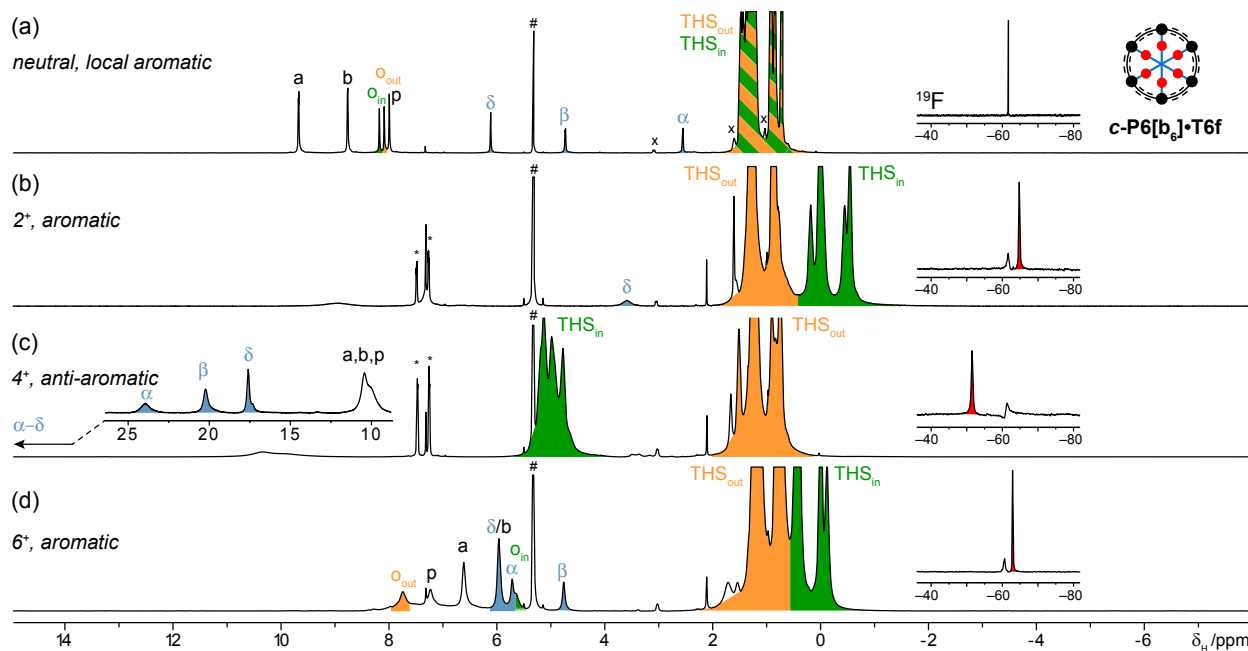 (a)
neutral, local aromatic
a
b
o_in
o_out
p
δ
#
β
x
α
THS_out
THS_in
x
x
¹⁹F
−40
−60
−80
c-P6[b₆]•T6f
(b)
2⁺, aromatic
*
*
#
δ
THS_out
THS_in
−40
−60
−80
(c)
4⁺, anti-aromatic
α–δ
α
β
δ
a,b,p
25
20
15
10
*
*
#
THS_in
THS_out
−40
−60
−80
(d)
6⁺, aromatic
o_out
p
a
δ/b
α
o_in
#
β
THS_out
THS_in
−40
−60
−80
14
12
10
8
6
4
2
0
−2
−4
−6
δ_H/ppm